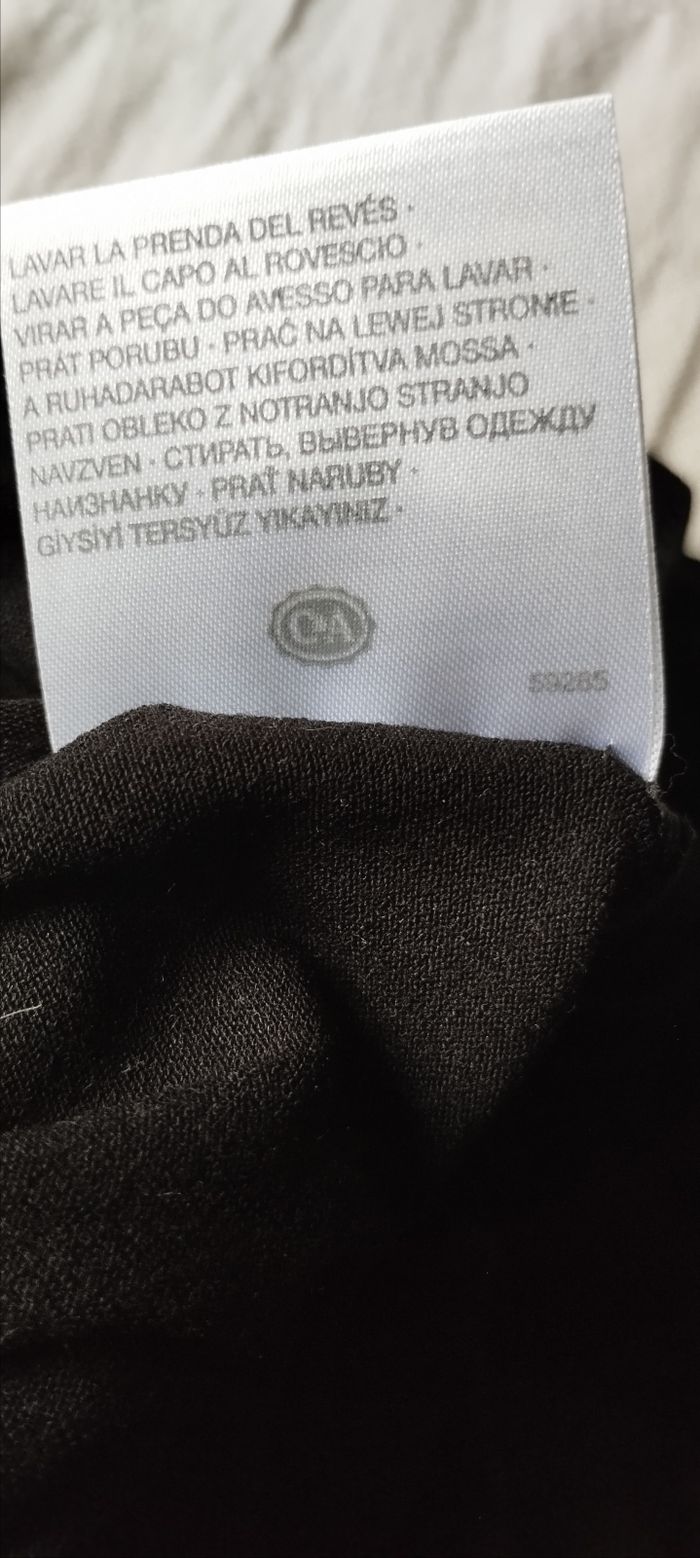 LAVAR LA PRENDA DEL REVÉS ·
LAVARE IL CAPO AL ROVESCIO ·
VIRAR A PEÇA DO AVESSO PARA LAVAR ·
PRÁT PORUBU · PRAĆ NA LEWEJ STRONIE ·
A RUHADARABOT KIFORDÍTVA MOSSA ·
PRATI OBLEKO Z NOTRANJO STRANJO
NAVZVEN · СТИРАТЬ, ВЫВЕРНУВ ОДЕЖДУ
НАИЗНАНКУ · PRAŤ NARUBY ·
GİYSİYİ TERSYÜZ YIKAYINIZ ·
C&A
59285